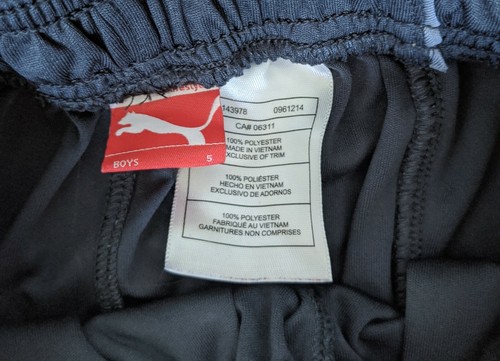 lifestyle
BOYS 5
143978 0961214
CA# 06311
100% POLYESTER
MADE IN VIETNAM
EXCLUSIVE OF TRIM
100% POLIÉSTER
HECHO EN VIETNAM
EXCLUSIVO DE ADORNOS
100% POLYESTER
FABRIQUÉ AU VIETNAM
GARNITURES NON COMPRISES